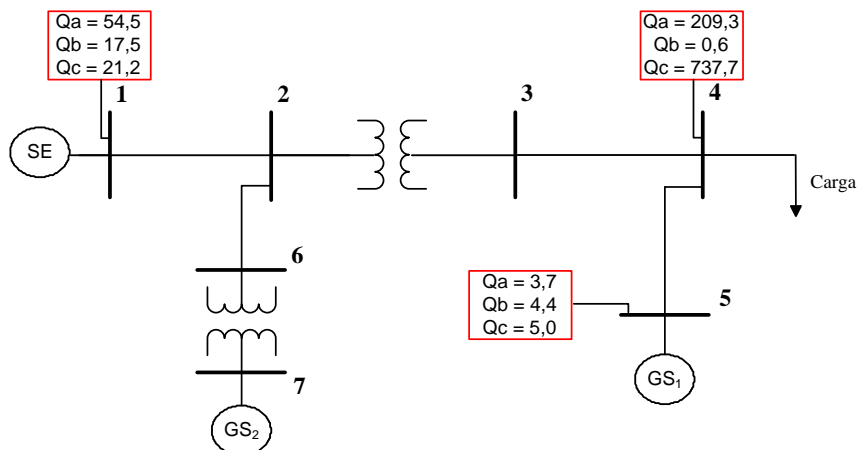 Qa = 54,5
Qb = 17,5
Qc = 21,2
Qa = 209,3
Qb = 0,6
Qc = 737,7
1
2
3
4
SE
Carga
6
Qa = 3,7
Qb = 4,4
Qc = 5,0
5
7
GS₁
GS₂